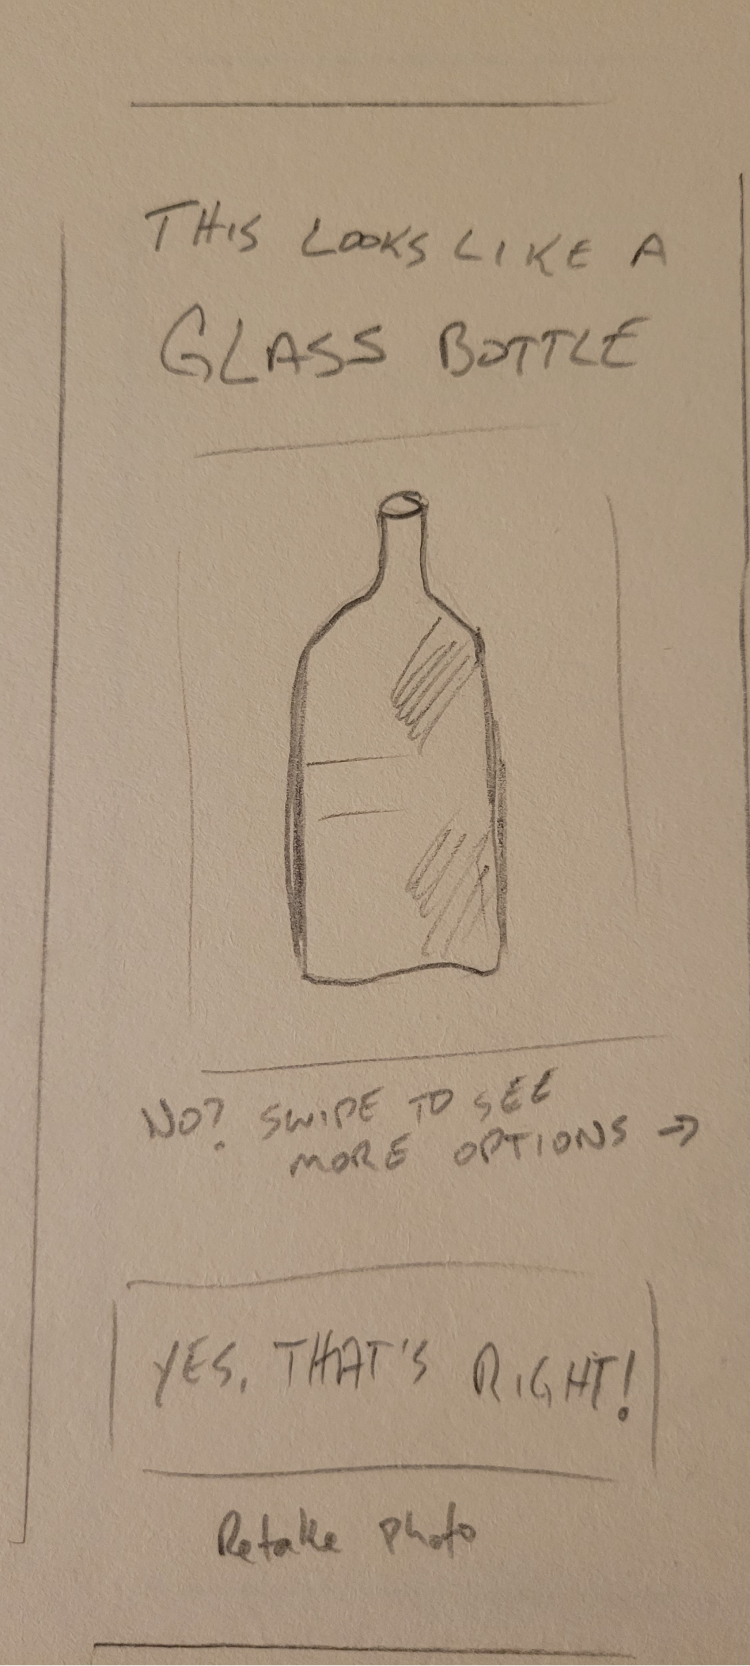 THIS LOOKS LIKE A
GLASS BOTTLE
NO? SWIPE TO SEE
MORE OPTIONS →
YES, THAT'S RIGHT!
Retake photo